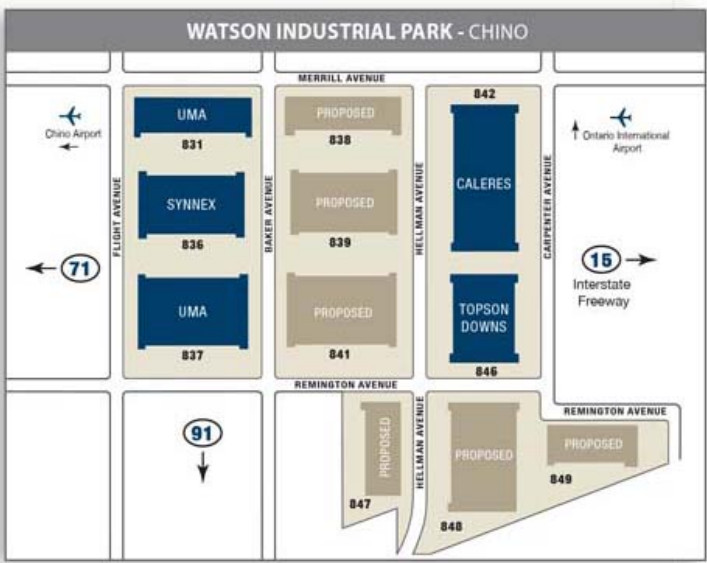 WATSON INDUSTRIAL PARK - CHINO
MERRILL AVENUE
Chino Airport
UMA
831
PROPOSED
838
842
CALERES
Ontario International
Airport
FLIGHT AVENUE
SYNNEX
836
BAKER AVENUE
PROPOSED
839
HELLMAN AVENUE
CARPENTER AVENUE
71
15
Interstate
Freeway
UMA
837
PROPOSED
841
TOPSON
DOWNS
846
REMINGTON AVENUE
REMINGTON AVENUE
91
PROPOSED
847
HELLMAN AVENUE
PROPOSED
848
PROPOSED
849